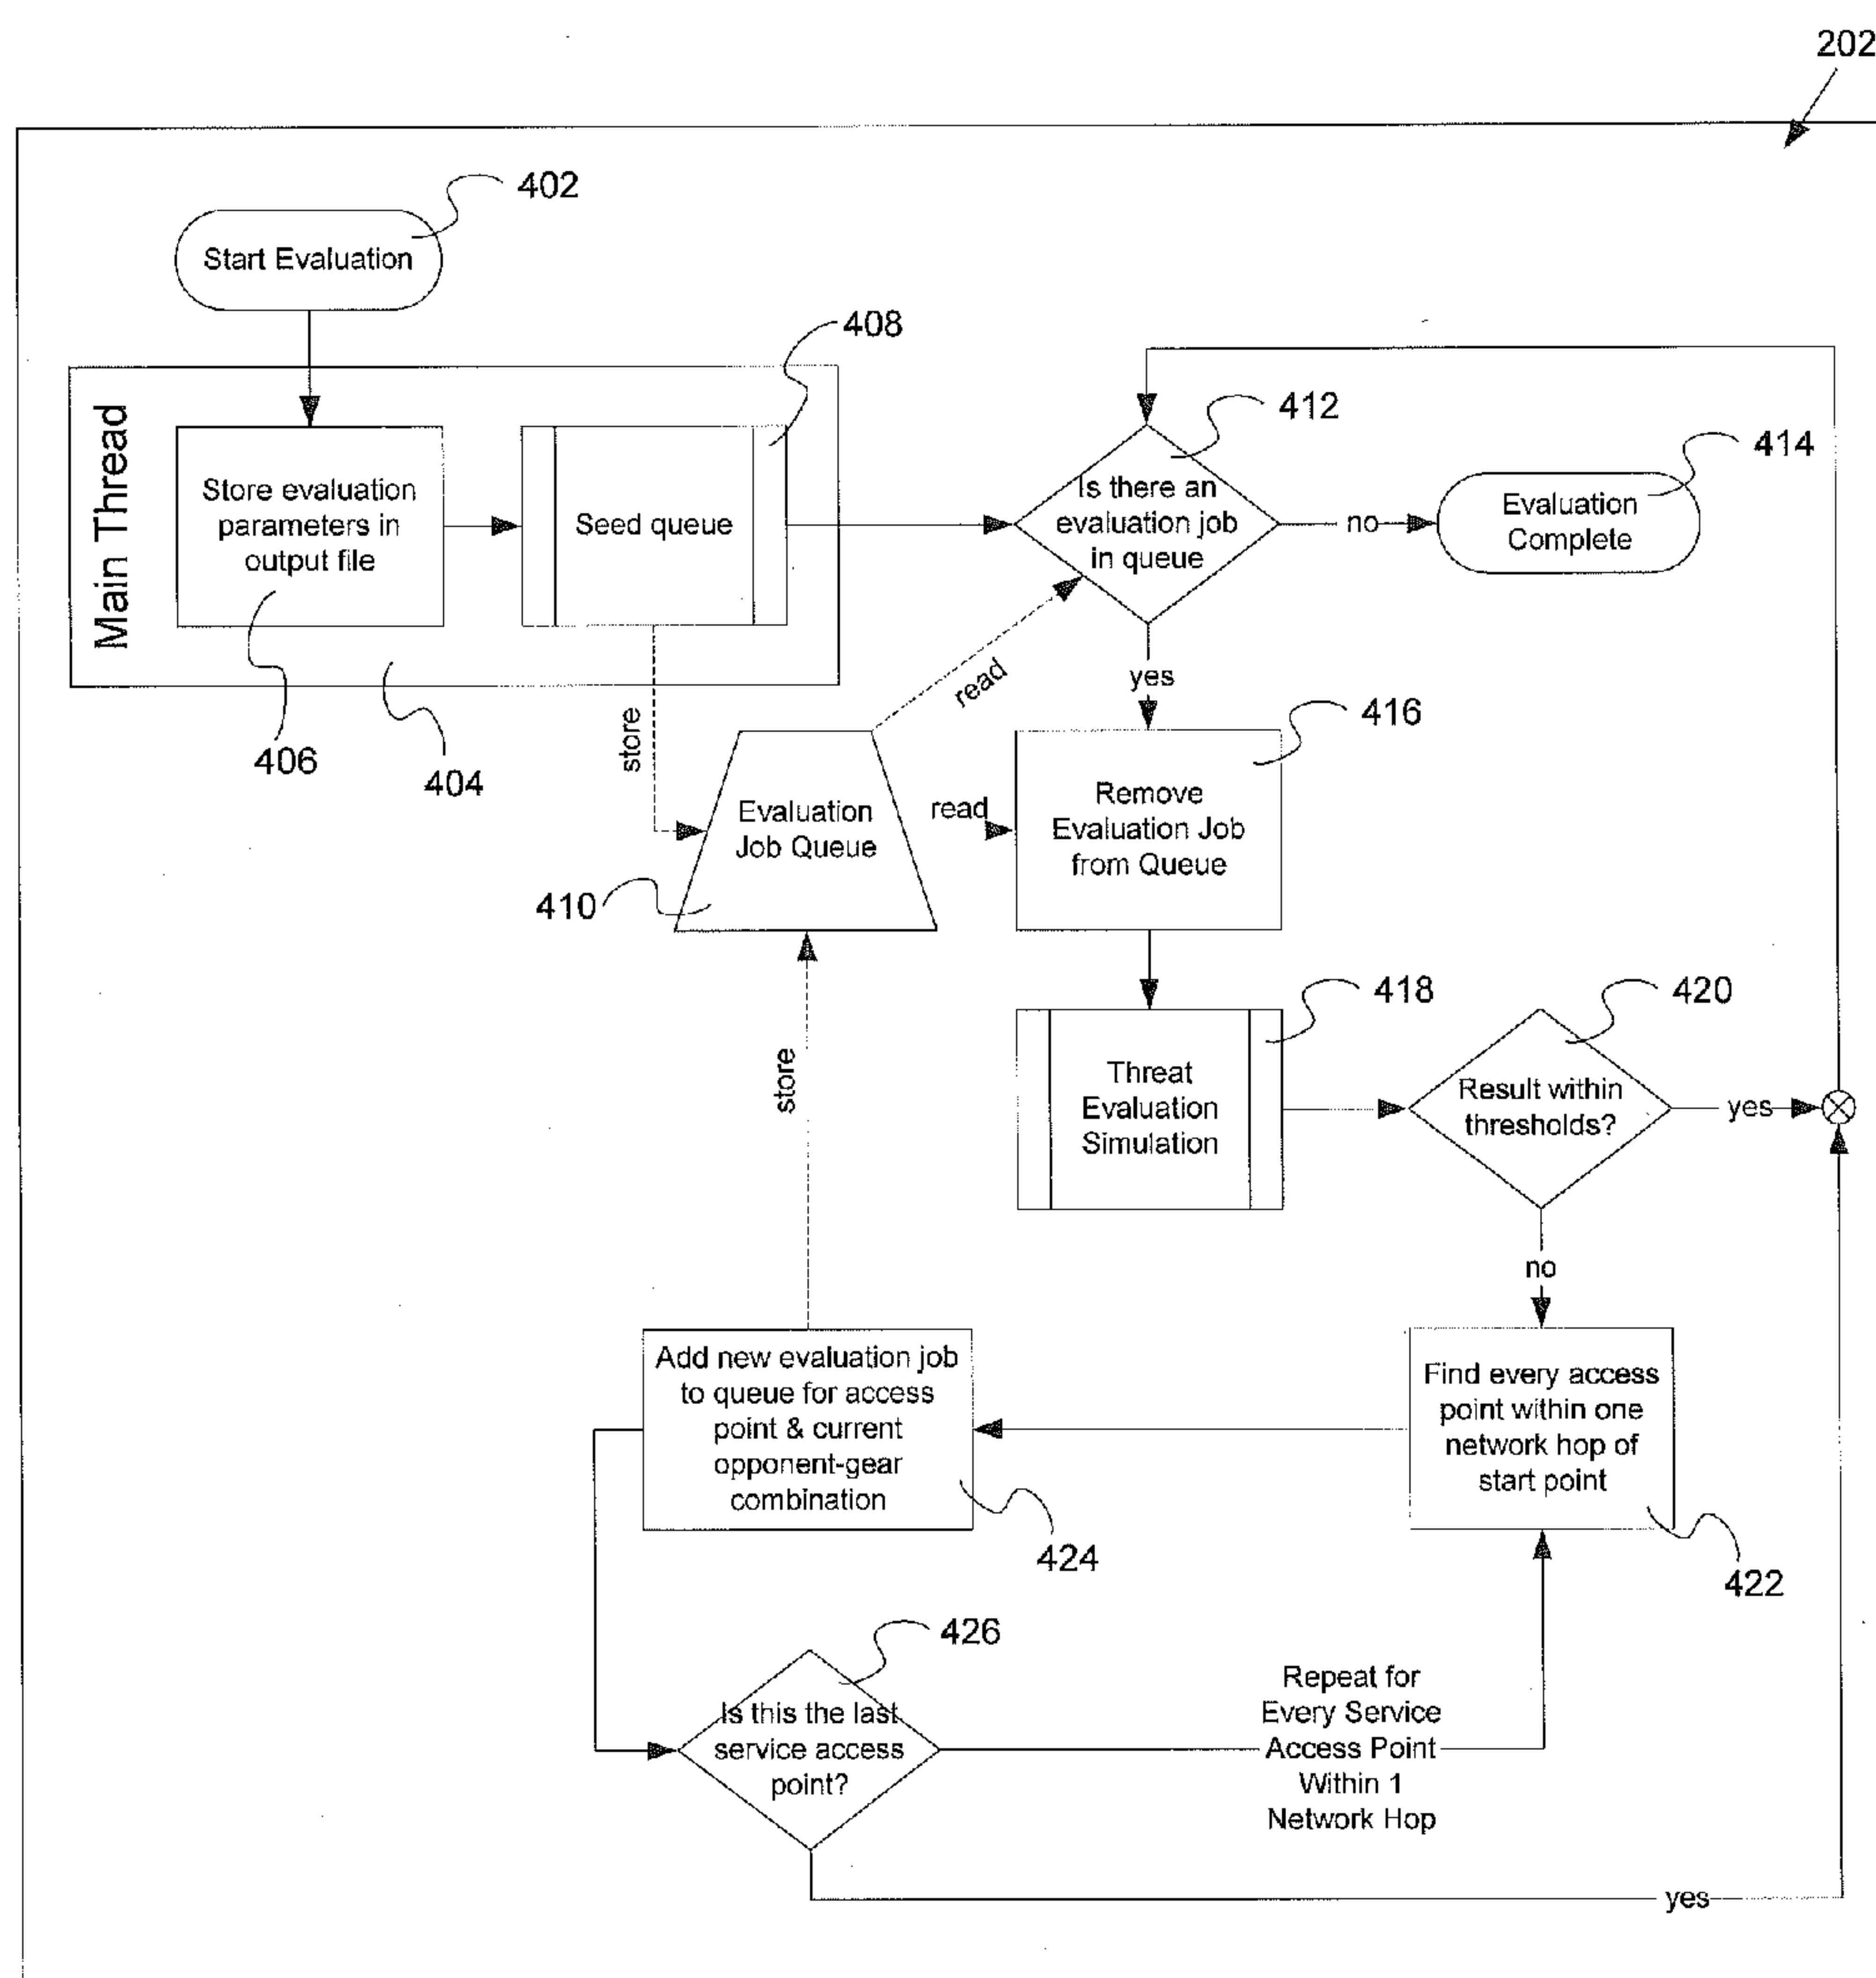 202
402
Start Evaluation
408
Main Thread
Store evaluation
parameters in
output file
Seed queue
406
404
412
Is there an
evaluation job
in queue
no
414
Evaluation
Complete
yes
store
read
Evaluation
Job Queue
410
read
416
Remove
Evaluation Job
from Queue
418
Threat
Evaluation
Simulation
420
Result within
thresholds?
yes
no
store
Add new evaluation job
to queue for access
point & current
opponent-gear
combination
424
Find every access
point within one
network hop of
start point
422
426
Is this the last
service access
point?
Repeat for
Every Service
Access Point
Within 1
Network Hop
yes